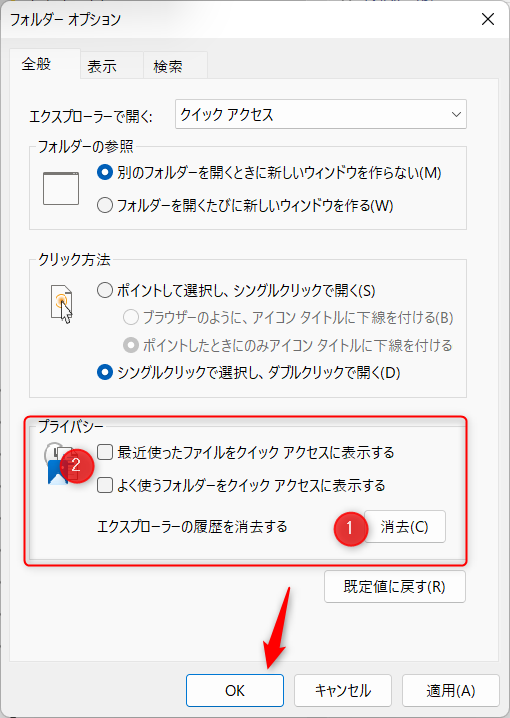 フォルダー オプション
全般 表示 検索
エクスプローラーで開く: クイック アクセス
フォルダーの参照
別のフォルダーを開くときに新しいウィンドウを作らない(M)
フォルダーを開くたびに新しいウィンドウを作る(W)
クリック方法
ポイントして選択し、シングルクリックで開く(S)
ブラウザーのように、アイコン タイトルに下線を付ける(B)
ポイントしたときにのみアイコン タイトルに下線を付ける
シングルクリックで選択し、ダブルクリックで開く(D)
プライバシー
2 最近使ったファイルをクイック アクセスに表示する
よく使うフォルダーをクイック アクセスに表示する
エクスプローラーの履歴を消去する 1 消去(C)
既定値に戻す(R)
OK キャンセル 適用(A)